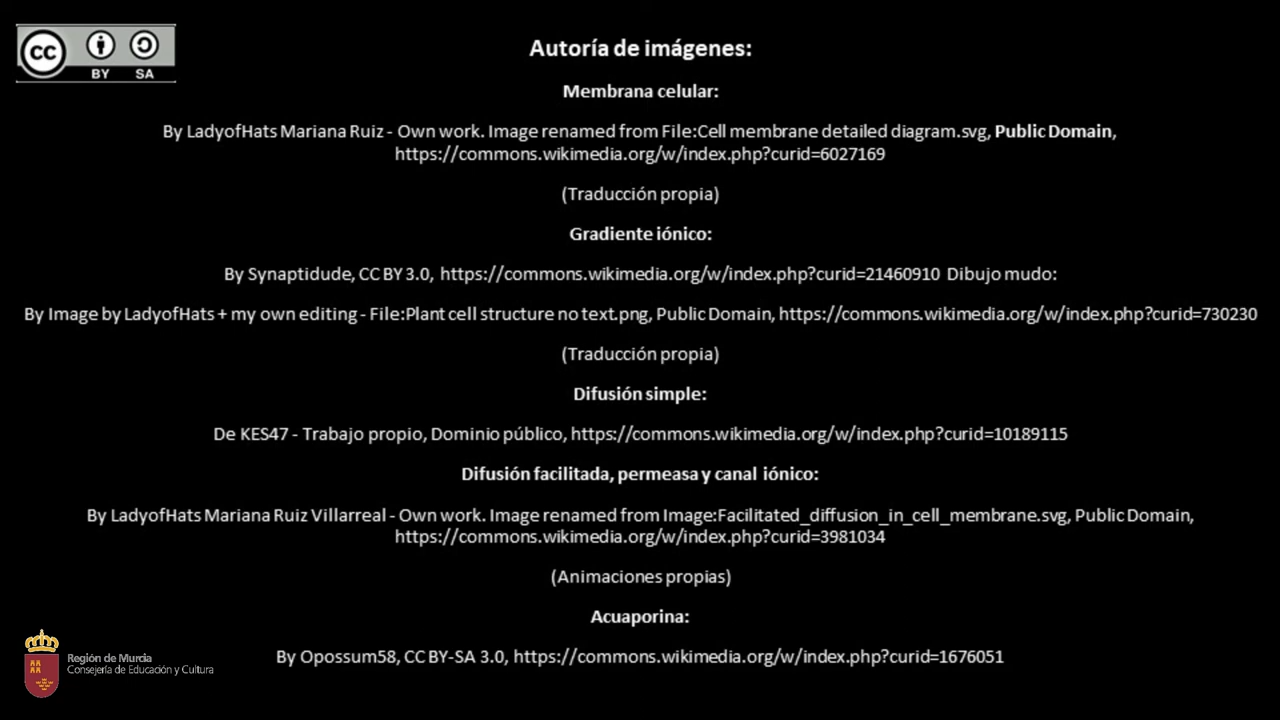 CC BY SA
Autoría de imágenes:
Membrana celular:
By LadyofHats Mariana Ruiz - Own work. Image renamed from File:Cell membrane detailed diagram.svg, Public Domain,
https://commons.wikimedia.org/w/index.php?curid=6027169
(Traducción propia)
Gradiente iónico:
By Synaptidude, CC BY 3.0, https://commons.wikimedia.org/w/index.php?curid=21460910 Dibujo mudo:
By Image by LadyofHats + my own editing - File:Plant cell structure no text.png, Public Domain, https://commons.wikimedia.org/w/index.php?curid=730230
(Traducción propia)
Difusión simple:
De KES47 - Trabajo propio, Dominio público, https://commons.wikimedia.org/w/index.php?curid=10189115
Difusión facilitada, permeasa y canal iónico:
By LadyofHats Mariana Ruiz Villarreal - Own work. Image renamed from Image:Facilitated_diffusion_in_cell_membrane.svg, Public Domain,
https://commons.wikimedia.org/w/index.php?curid=3981034
(Animaciones propias)
Acuaporina:
By Opossum58, CC BY-SA 3.0, https://commons.wikimedia.org/w/index.php?curid=1676051
Región de Murcia
Consejería de Educación y Cultura